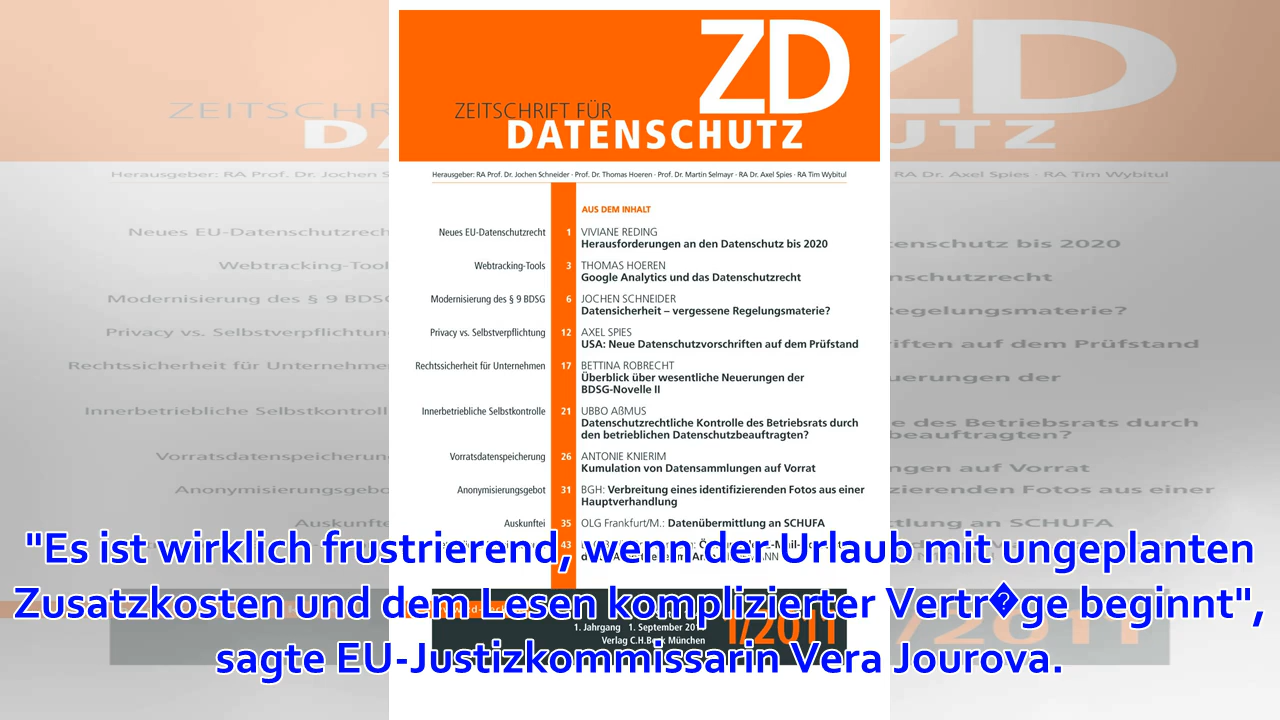 ZD
ZEITSCHRIFT FÜR
DATENSCHUTZ
Herausgeber: RA Prof. Dr. Jochen Schneider · Prof. Dr. Thomas Hoeren · Prof. Dr. Martin Selmayr · RA Dr. Axel Spies · RA Tim Wybitul
AUS DEM INHALT
Neues EU-Datenschutzrecht 1 VIVIANE REDING
Herausforderungen an den Datenschutz bis 2020
Webtracking-Tools 3 THOMAS HOEREN
Google Analytics und das Datenschutzrecht
Modernisierung des § 9 BDSG 6 JOCHEN SCHNEIDER
Datensicherheit – vergessene Regelungsmaterie?
Privacy vs. Selbstverpflichtung 12 AXEL SPIES
USA: Neue Datenschutzvorschriften auf dem Prüfstand
Rechtssicherheit für Unternehmen 17 BETTINA ROBRECHT
Überblick über wesentliche Neuerungen der
BDSG-Novelle II
Innerbetriebliche Selbstkontrolle 21 UBBO AßMUS
Datenschutzrechtliche Kontrolle des Betriebsrats durch
den betrieblichen Datenschutzbeauftragten?
Vorratsdatenspeicherung 26 ANTONIE KNIERIM
Kumulation von Datensammlungen auf Vorrat
Anonymisierungsgebot 31 BGH: Verbreitung eines identifizierenden Fotos aus einer
Hauptverhandlung
Auskunftei 35 OLG Frankfurt/M.: Datenübermittlung an SCHUFA
43
1. Jahrgang 1. September
Verlag C.H.Beck München
1/2011
"Es ist wirklich frustrierend, wenn der Urlaub mit ungeplanten
Zusatzkosten und dem Lesen komplizierter Vertr�ge beginnt",
sagte EU-Justizkommissarin Vera Jourova.